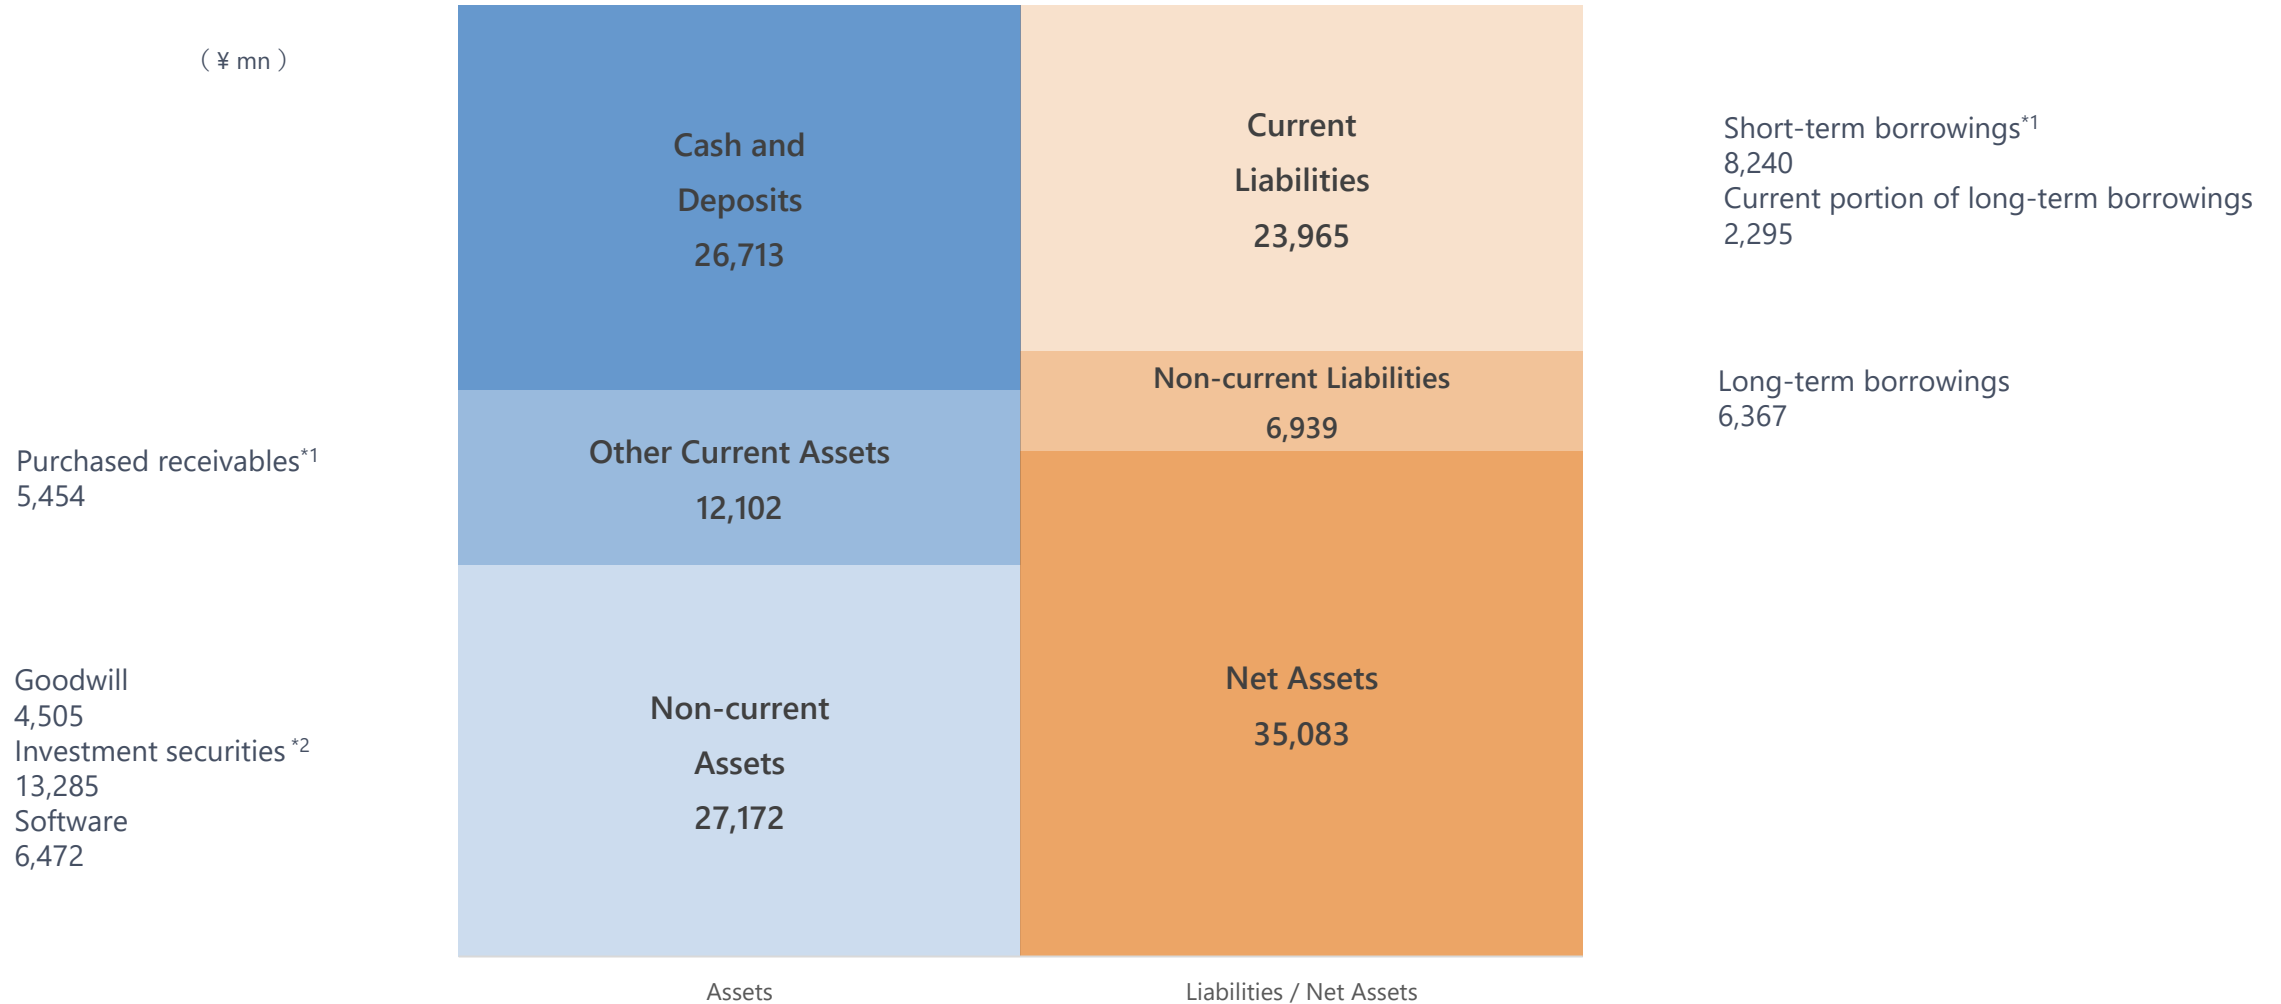 （ ¥ mn ）
Purchased receivables*1
5,454
Goodwill
4,505
Investment securities *2
13,285
Software
6,472
Cash and
Deposits
26,713
Other Current Assets
12,102
Non-current
Assets
27,172
Current
Liabilities
23,965
Non-current Liabilities
6,939
Net Assets
35,083
Short-term borrowings*1
8,240
Current portion of long-term borrowings
2,295
Long-term borrowings
6,367
Assets
Liabilities / Net Assets